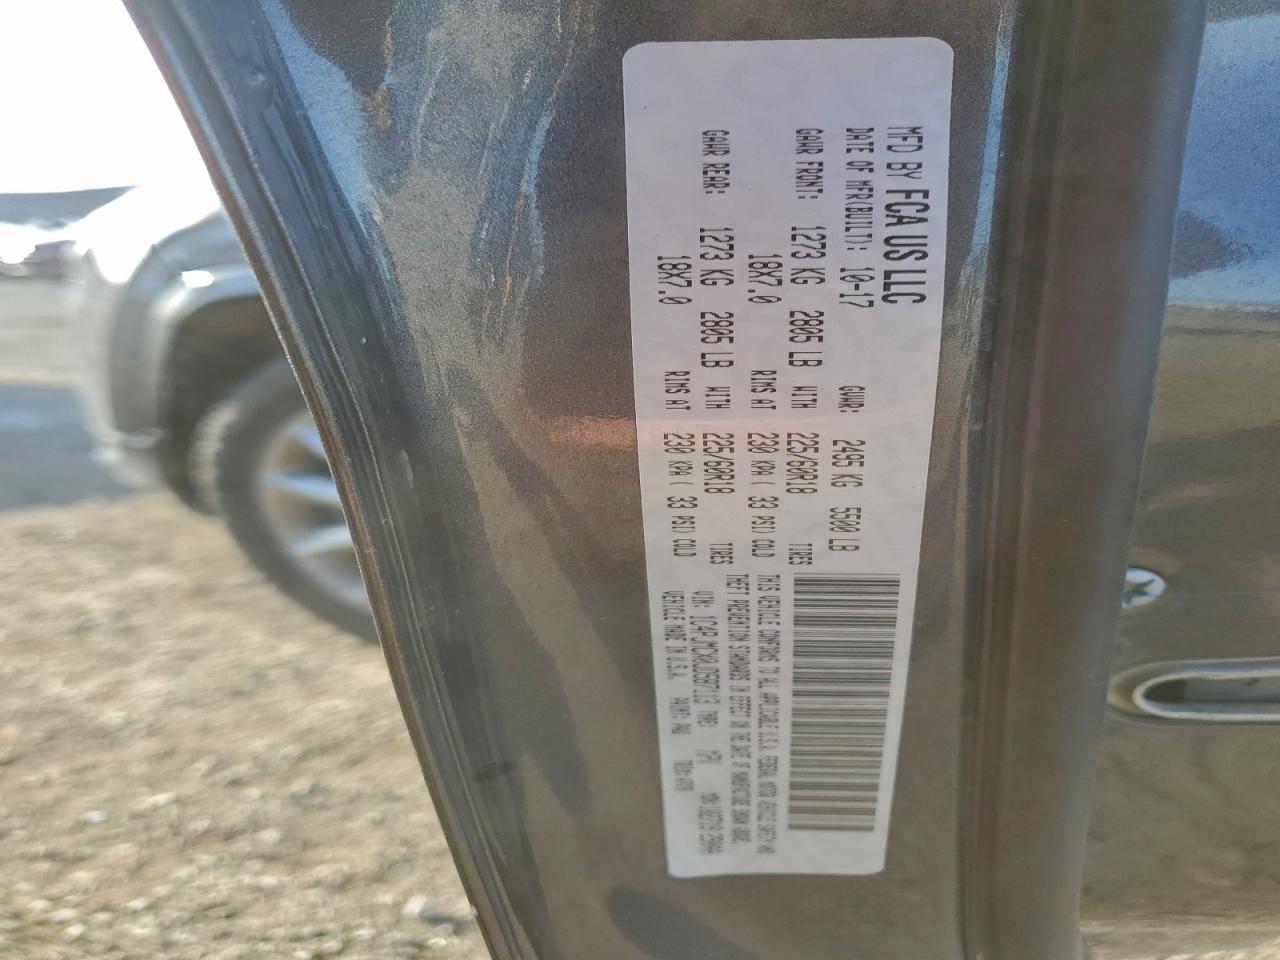 MFD BY FCA US LLC
DATE OF MFR(BUILT): 10-17 GVWR: 2495 KG 5500 LB
GAWR FRONT: 1273 KG 2805 LB WITH 225/60R18 TIRES
18X7.0 RIMS AT 230 KPA ( 33 PSI) COLD
GAWR REAR: 1273 KG 2805 LB WITH 225/60R18 TIRES
18X7.0 RIMS AT 230 KPA ( 33 PSI) COLD
THIS VEHICLE CONFORMS TO ALL APPLICABLE U.S.A. FEDERAL MOTOR VEHICLE SAFETY AND
THEFT PREVENTION STANDARDS IN EFFECT ON THE DATE OF MANUFACTURE SHOWN ABOVE.
VIN: 1C4PJMCX0JD597113 TYPE:
VEHICLE MADE IN U.S.A. PAINT: